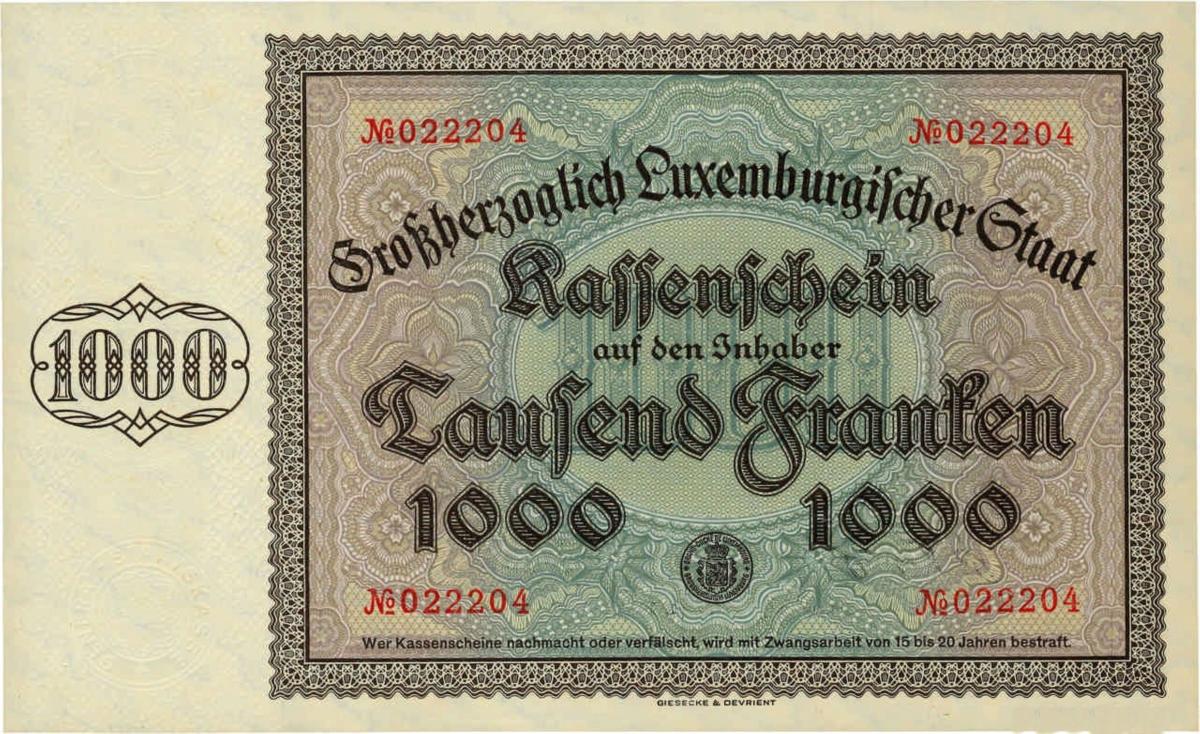 №022204 №022204
Großherzoglich Luxemburgischer Staat
Kassenschein
auf den Inhaber
1000
Tausend Franken
1000 1000
№022204 №022204
Wer Kassenscheine nachmacht oder verfälscht, wird mit Zwangsarbeit von 15 bis 20 Jahren bestraft.
GIESECKE & DEVRIENT